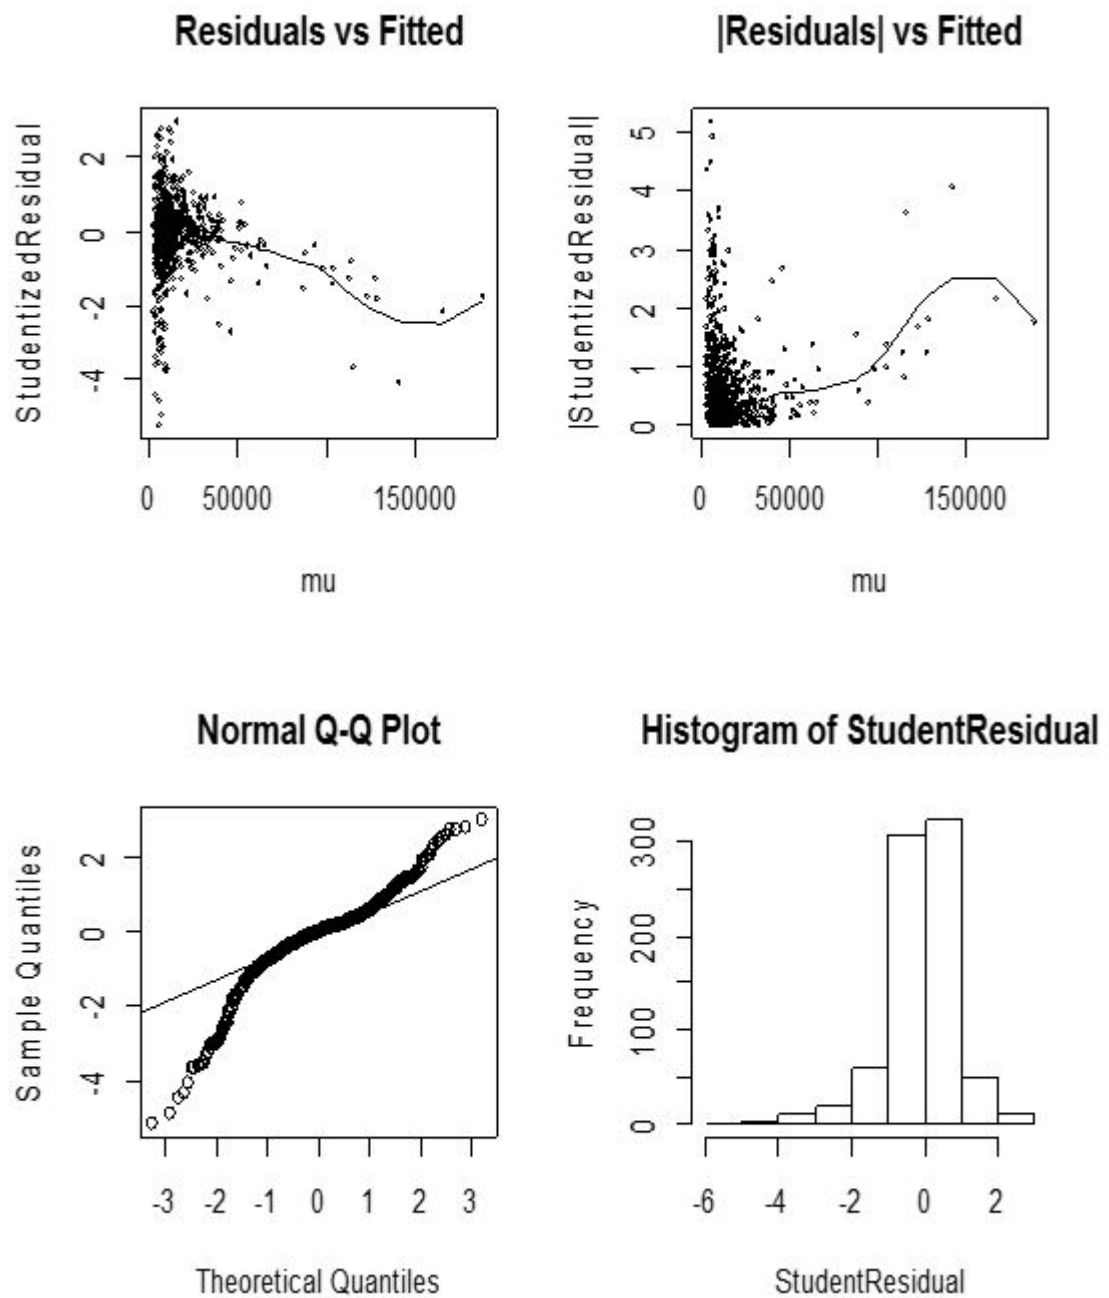 Residuals vs Fitted
StudentizedResidual
2
0
-2
-4
0 50000 150000
mu
|Residuals| vs Fitted
|StudentizedResidual|
5
4
3
2
1
0
0 50000 150000
mu
Normal Q-Q Plot
Sample Quantiles
2
0
-2
-4
-3 -2 -1 0 1 2 3
Theoretical Quantiles
Histogram of StudentResidual
Frequency
300
200
100
0
-6 -4 -2 0 2
StudentResidual